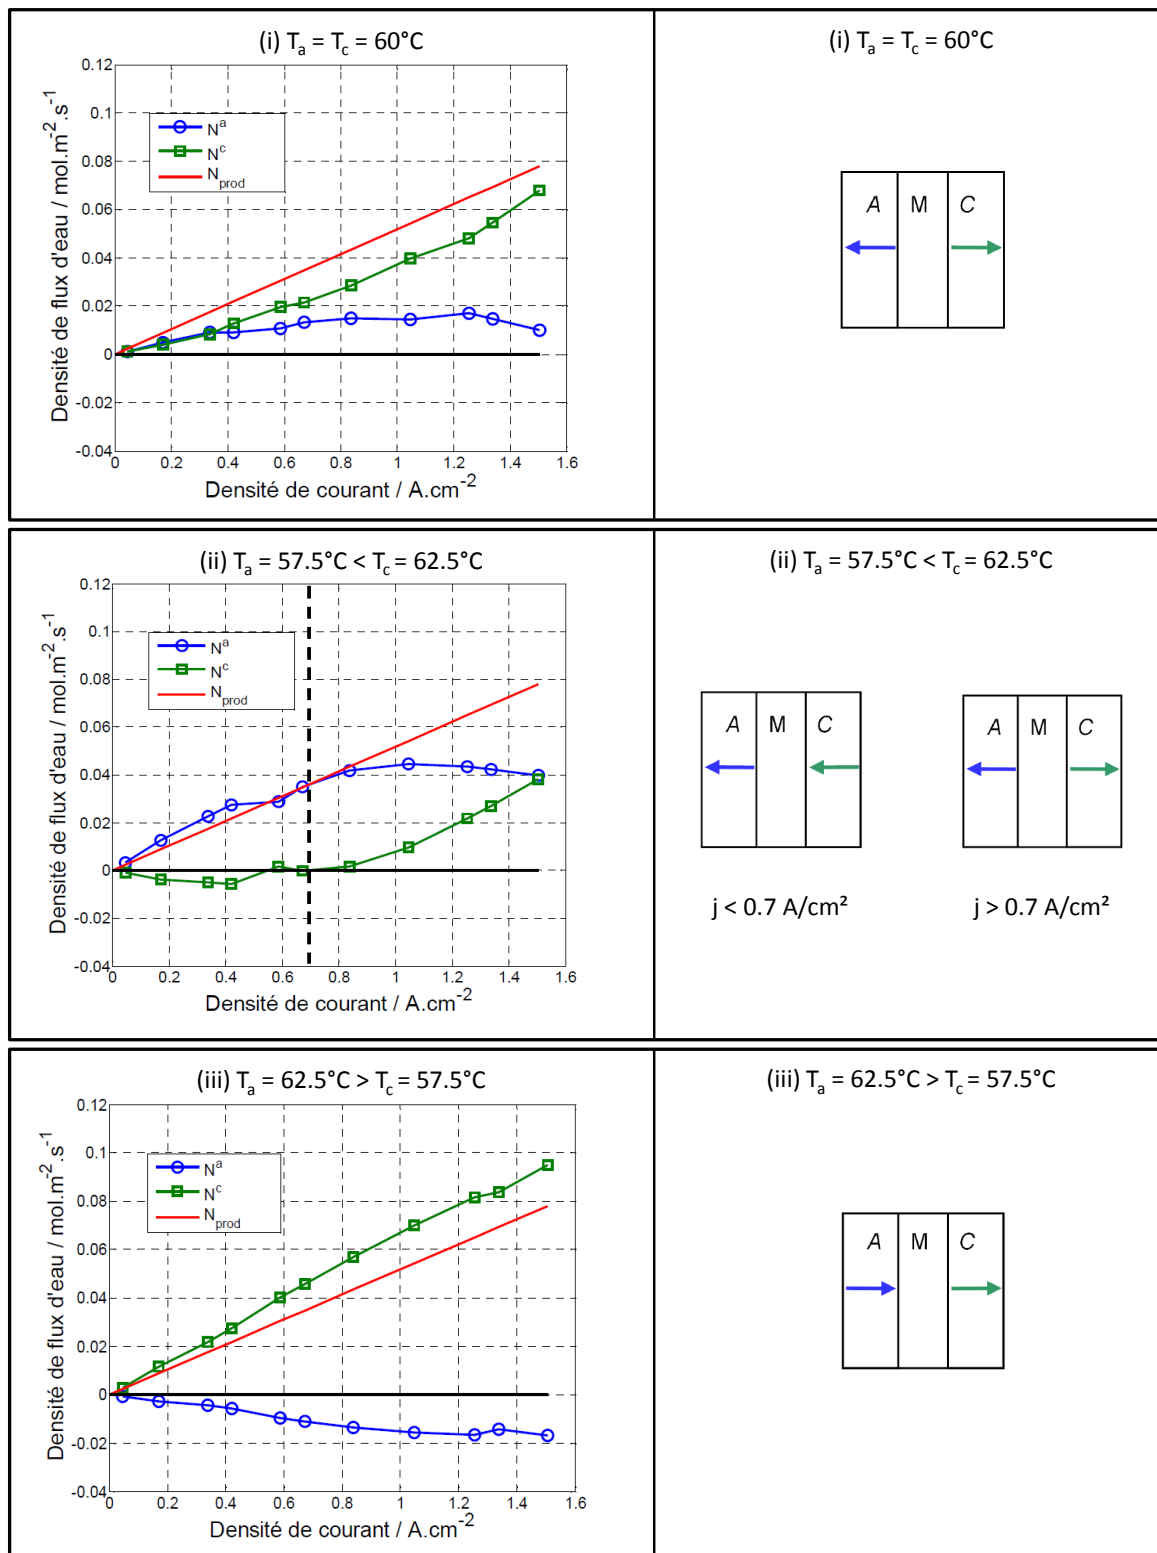 (i) Ta = Tc = 60°C
(i) Ta = Tc = 60°C
Densité de flux d'eau / mol.m-2.s-1
0.12
0.1
0.08
0.06
0.04
0.02
0
-0.02
-0.04
Na
Nc
Nprod
0 0.2 0.4 0.6 0.8 1 1.2 1.4 1.6
Densité de courant / A.cm-2
A M C
(ii) Ta = 57.5°C < Tc = 62.5°C
(ii) Ta = 57.5°C < Tc = 62.5°C
Densité de flux d'eau / mol.m-2.s-1
0.12
0.1
0.08
0.06
0.04
0.02
0
-0.02
-0.04
Na
Nc
Nprod
0 0.2 0.4 0.6 0.8 1 1.2 1.4 1.6
Densité de courant / A.cm-2
A M C
A M C
j < 0.7 A/cm²
j > 0.7 A/cm²
(iii) Ta = 62.5°C > Tc = 57.5°C
(iii) Ta = 62.5°C > Tc = 57.5°C
Densité de flux d'eau / mol.m-2.s-1
0.12
0.1
0.08
0.06
0.04
0.02
0
-0.02
-0.04
Na
Nc
Nprod
0 0.2 0.4 0.6 0.8 1 1.2 1.4 1.6
Densité de courant / A.cm-2
A M C